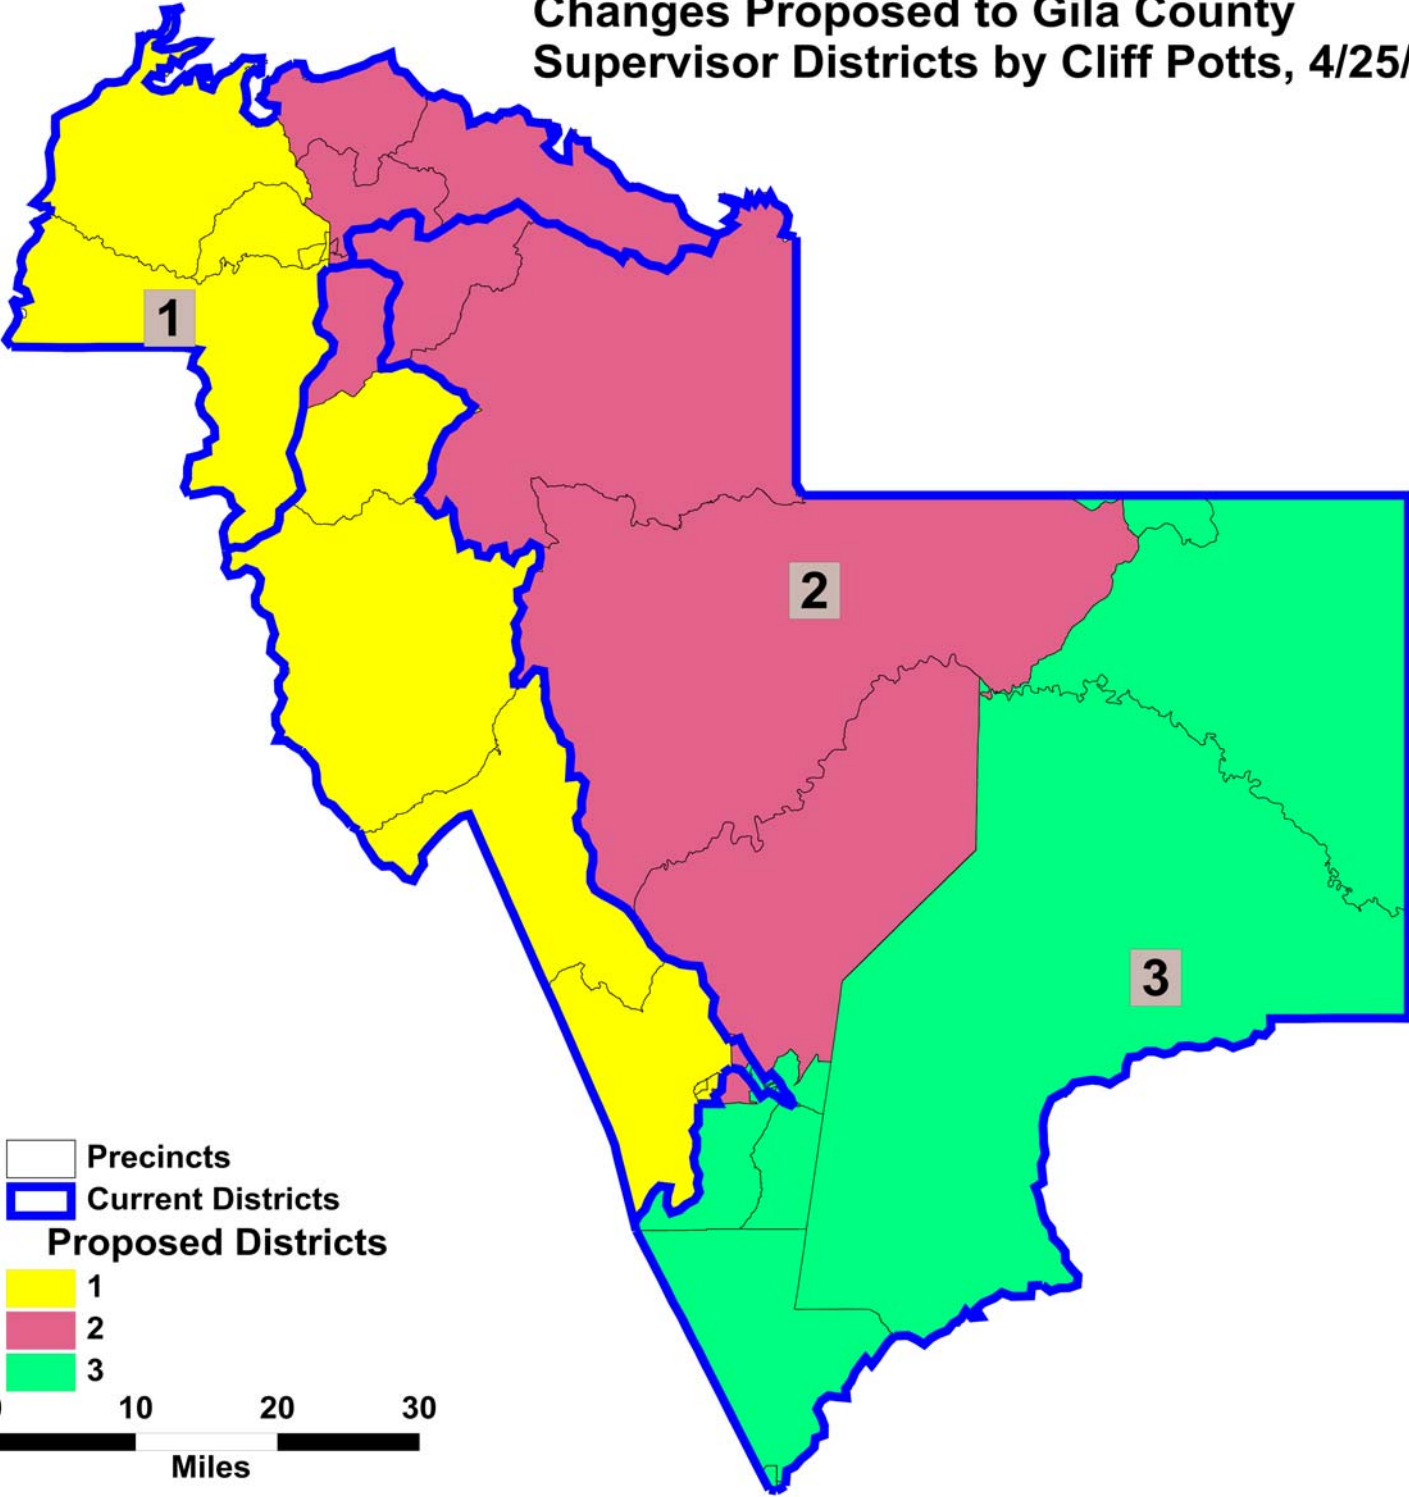 Changes Proposed to Gila County
Supervisor Districts by Cliff Potts, 4/25/
1
2
3
Precincts
Current Districts
Proposed Districts
1
2
3
10 20 30
Miles